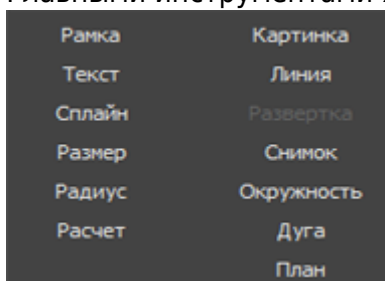 Рамка Картинка
Текст Линия
Сплайн Развертка
Размер Снимок
Радиус Окружность
Расчет Дуга
План